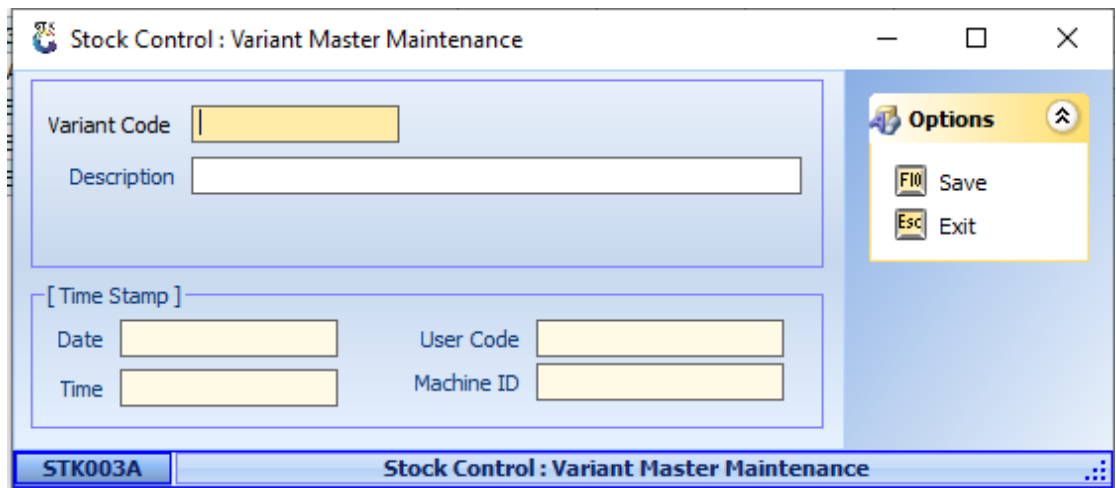 Stock Control : Variant Master Maintenance
Variant Code
Description
Options
F10 Save
Esc Exit
[ Time Stamp ]
Date
User Code
Time
Machine ID
STK003A
Stock Control : Variant Master Maintenance